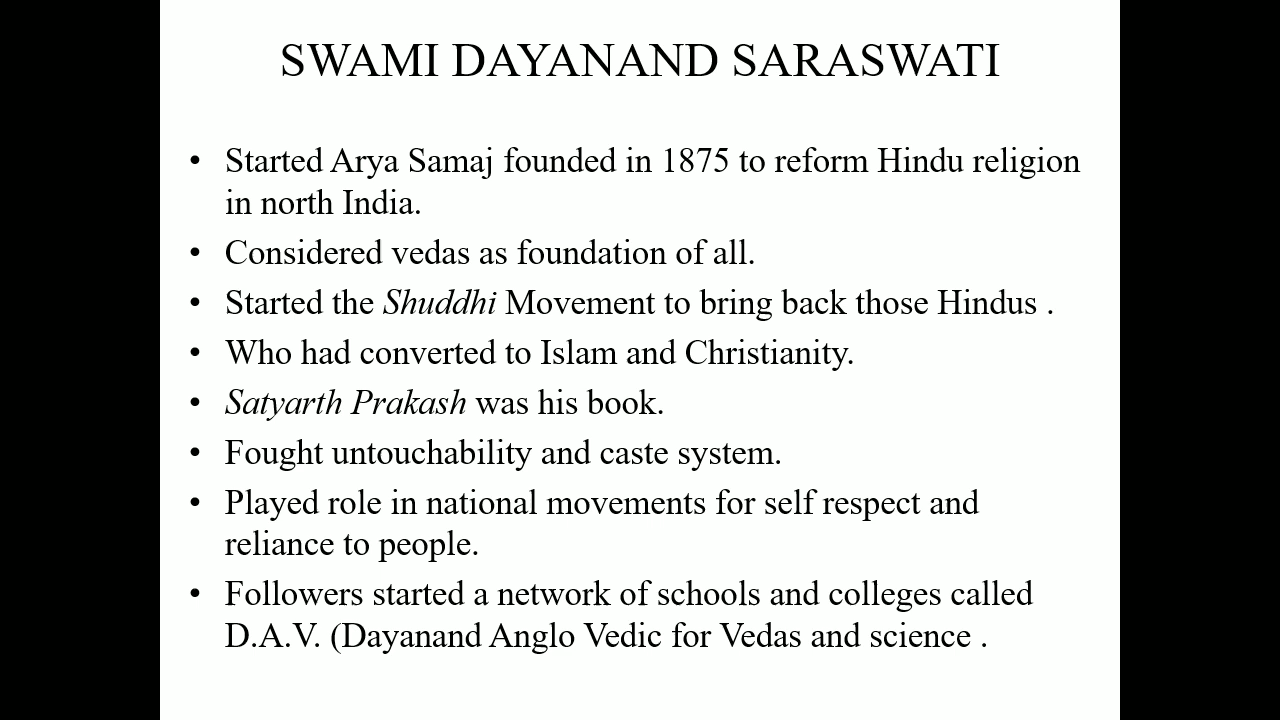 SWAMI DAYANAND SARASWATI
• Started Arya Samaj founded in 1875 to reform Hindu religion
in north India.
• Considered vedas as foundation of all.
• Started the Shuddhi Movement to bring back those Hindus .
• Who had converted to Islam and Christianity.
• Satyarth Prakash was his book.
• Fought untouchability and caste system.
• Played role in national movements for self respect and
reliance to people.
• Followers started a network of schools and colleges called
D.A.V. (Dayanand Anglo Vedic for Vedas and science .